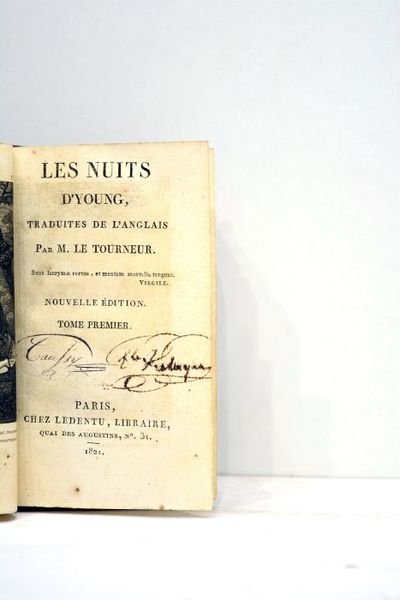 LES NUITS
D'YOUNG,
TRADUITES DE L'ANGLAIS
PAR M. LE TOURNEUR.
Sunt lacrymæ rerum, et mentem mortalia tangunt.
VIRGILE.
NOUVELLE ÉDITION.
TOME PREMIER.
PARIS,
CHEZ LEDENTU, LIBRAIRE,
QUAI DES AUGUSTINS, N°. 31.
1821.